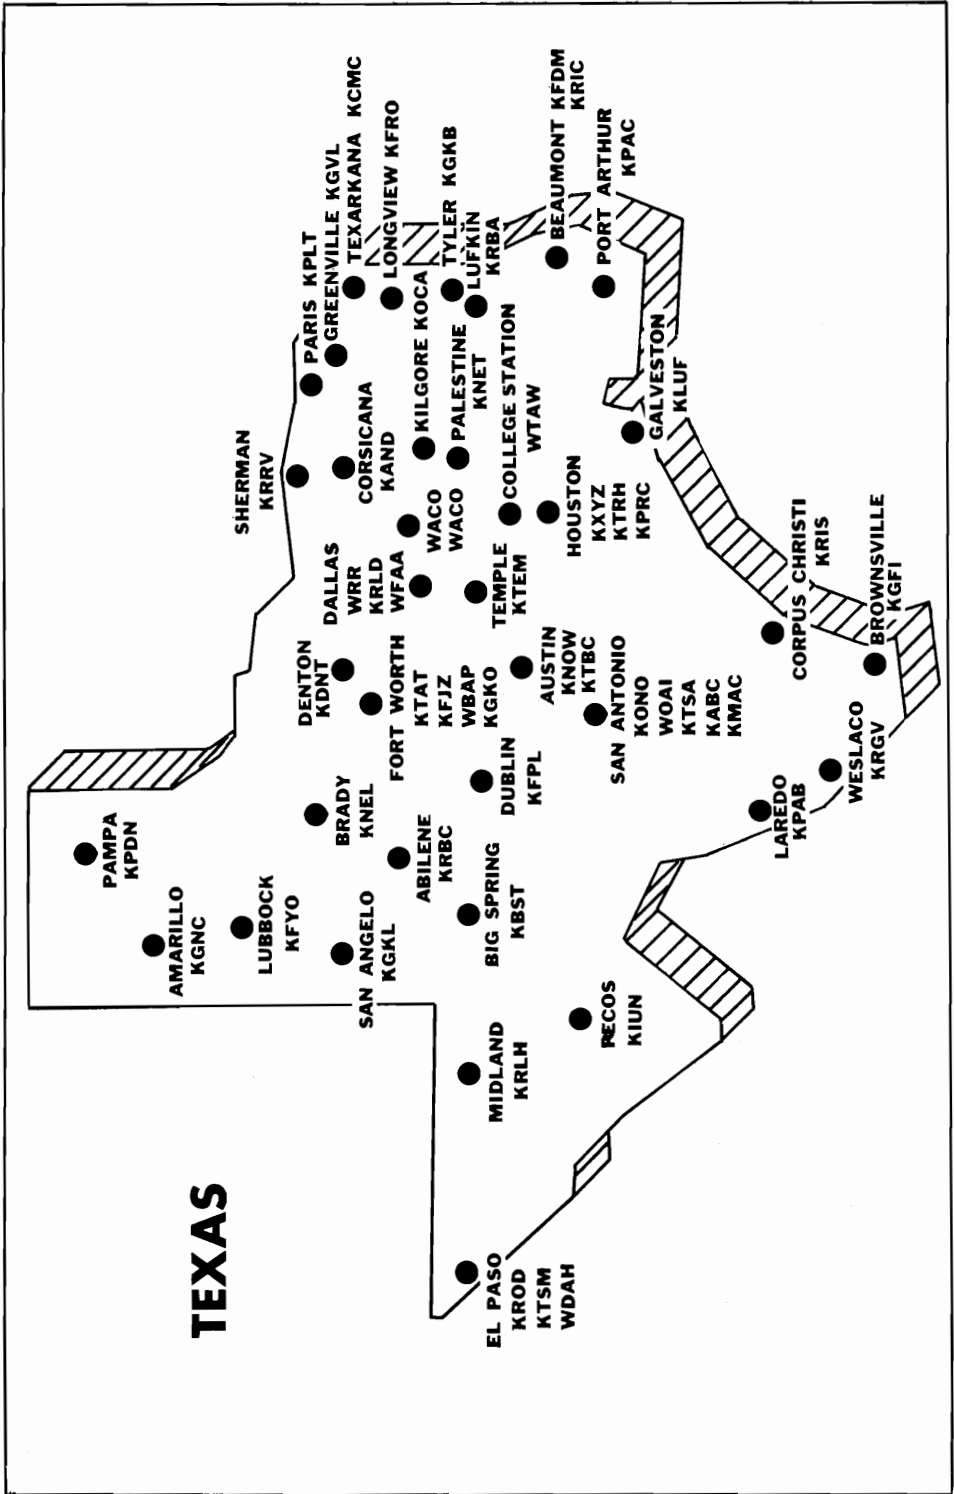 TEXAS
PAMPA
KPDN
AMARILLO
KGNC
LUBBOCK
KFYO
SHERMAN
KRRV
PARIS KPLT
GREENVILLE KGVL
TEXARKANA KCMC
DENTON
KDNT
DALLAS
WRR
KRLD
WFAA
CORSICANA
KAND
LONGVIEW KFRO
SAN ANGELO
KGKL
BRADY
KNEL
FORT WORTH
KTAT
KFJZ
WBAP
KGKO
WACO
WACO
KILGORE KOCA
TYLER KGKB
ABILENE
KRBC
PALESTINE
KNET
LUFKIN
KRBA
EL PASO
KROD
KTSM
WDAH
MIDLAND
KRLH
BIG SPRING
KBST
DUBLIN
KFPL
TEMPLE
KTEM
COLLEGE STATION
WTAW
BEAUMONT KFDM
KRIC
AUSTIN
KNOW
KTBC
HOUSTON
KXYZ
KTRH
KPRC
PORT ARTHUR
KPAC
PECOS
KIUN
SAN ANTONIO
KONO
WOAI
KTSA
KABC
KMAC
GALVESTON
KLUF
LAREDO
KPAB
CORPUS CHRISTI
KRIS
WESLACO
KRGV
BROWNSVILLE
KGFI